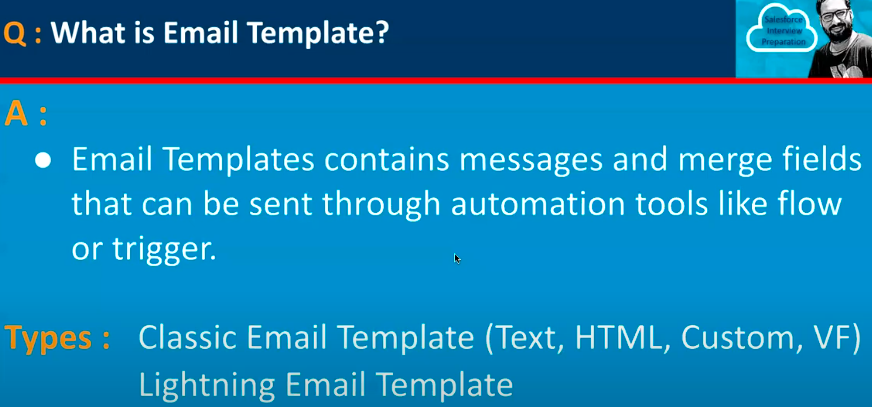 Q : What is Email Template?
Salesforce
Interview
Preparation
A :
● Email Templates contains messages and merge fields
that can be sent through automation tools like flow
or trigger.
Types : Classic Email Template (Text, HTML, Custom, VF)
Lightning Email Template